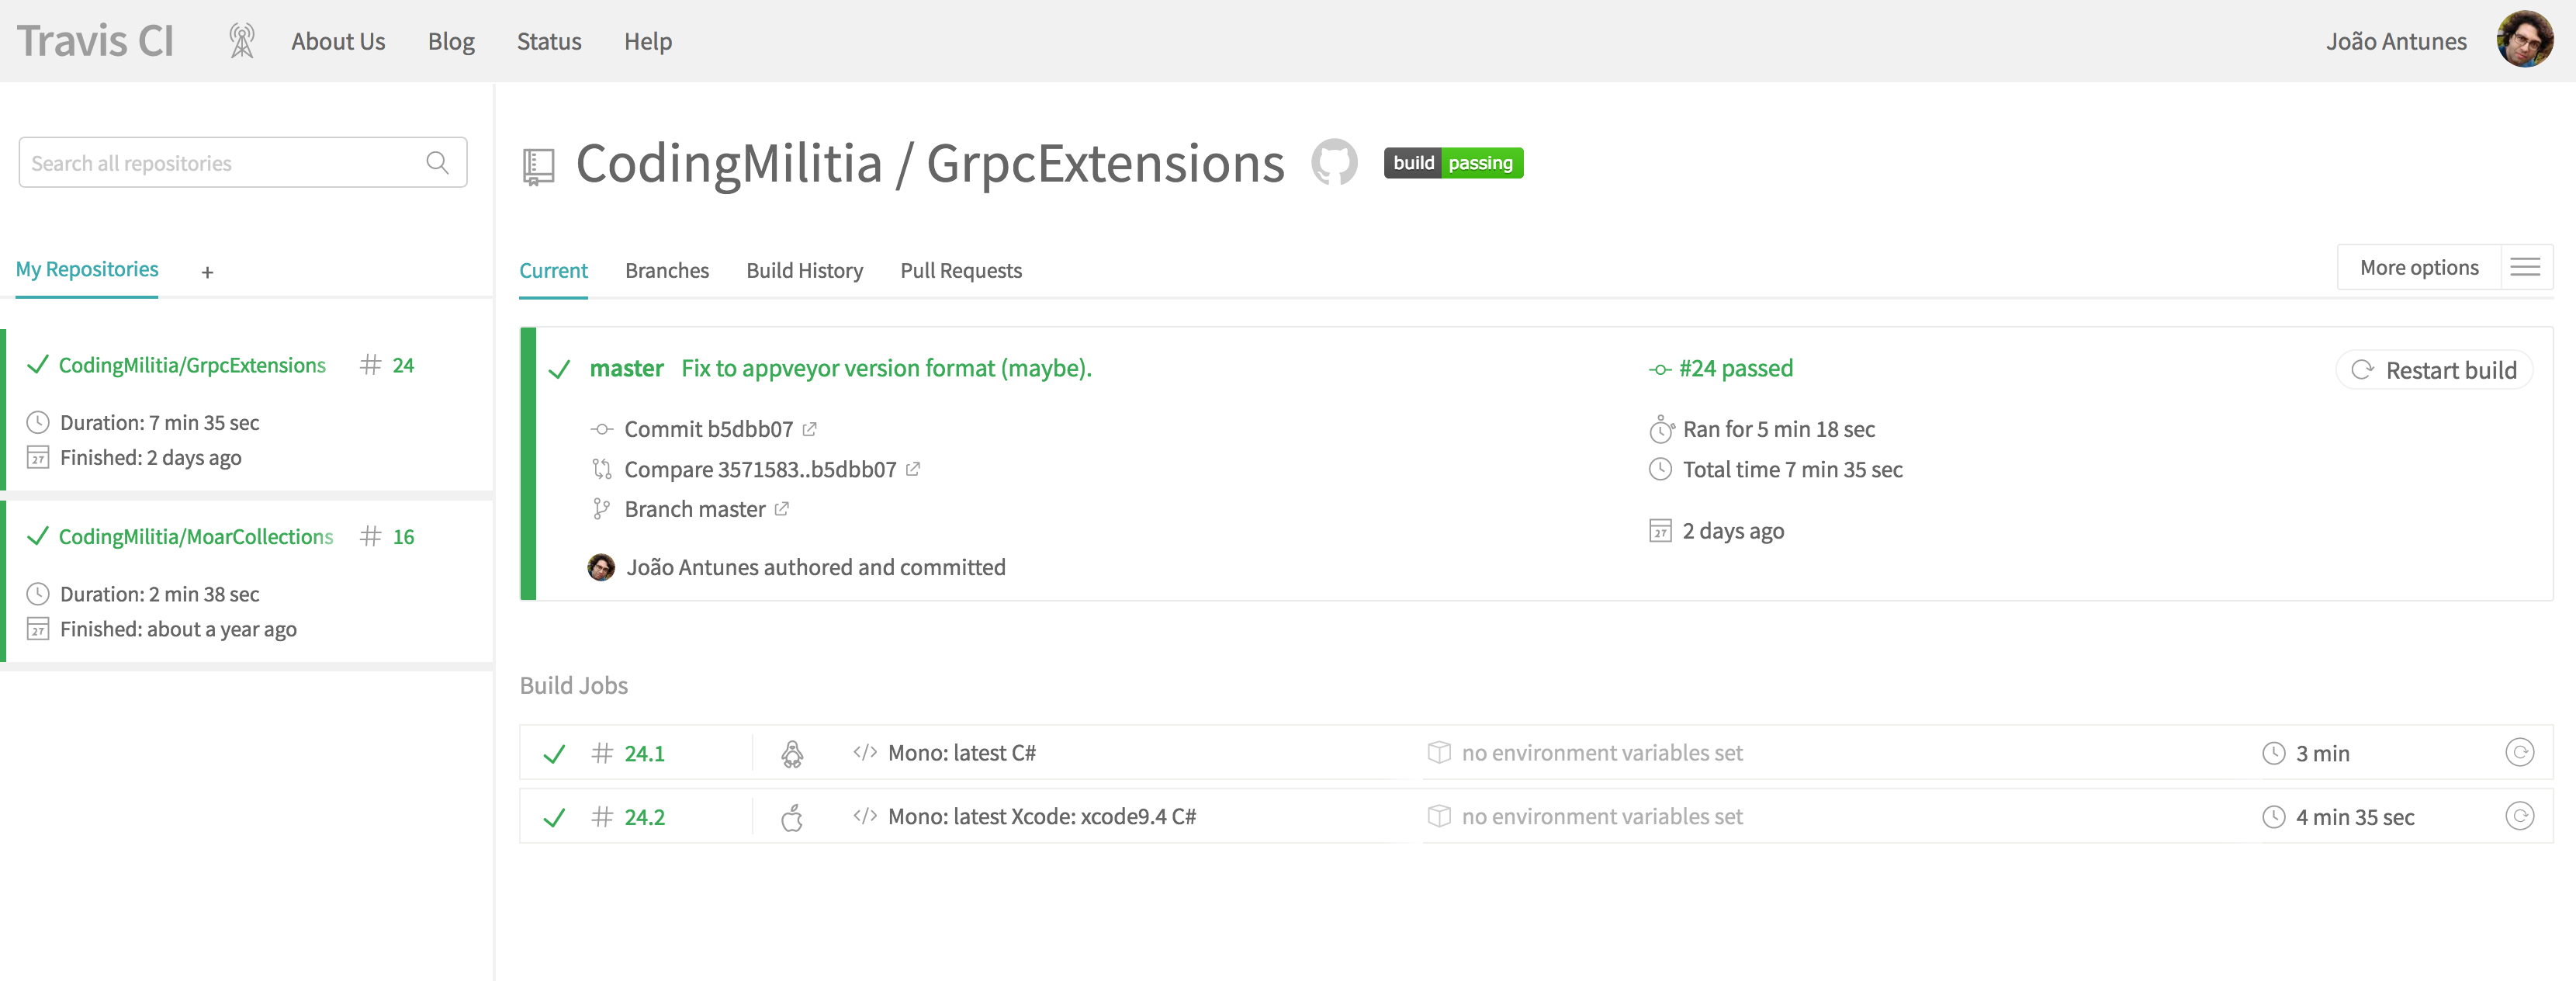 Travis CI
About Us
Blog
Status
Help
João Antunes
Search all repositories
My Repositories
+
CodingMilitia/GrpcExtensions # 24
Duration: 7 min 35 sec
27 Finished: 2 days ago
CodingMilitia/MoarCollections # 16
Duration: 2 min 38 sec
27 Finished: about a year ago
CodingMilitia / GrpcExtensions
build passing
Current
Branches
Build History
Pull Requests
More options
master Fix to appveyor version format (maybe).
Commit b5dbb07
Compare 3571583..b5dbb07
Branch master
João Antunes authored and committed
#24 passed
Ran for 5 min 18 sec
Total time 7 min 35 sec
27 2 days ago
Restart build
Build Jobs
# 24.1 </> Mono: latest C# no environment variables set 3 min
# 24.2 </> Mono: latest Xcode: xcode9.4 C# no environment variables set 4 min 35 sec